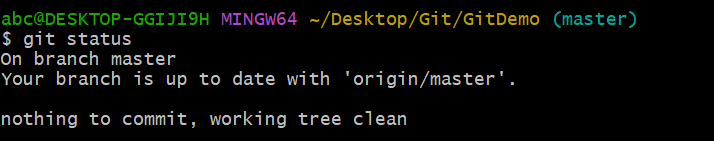 abc@DESKTOP-GGIJI9H MINGW64 ~/Desktop/Git/GitDemo (master)
$ git status
On branch master
Your branch is up to date with 'origin/master'.
nothing to commit, working tree clean